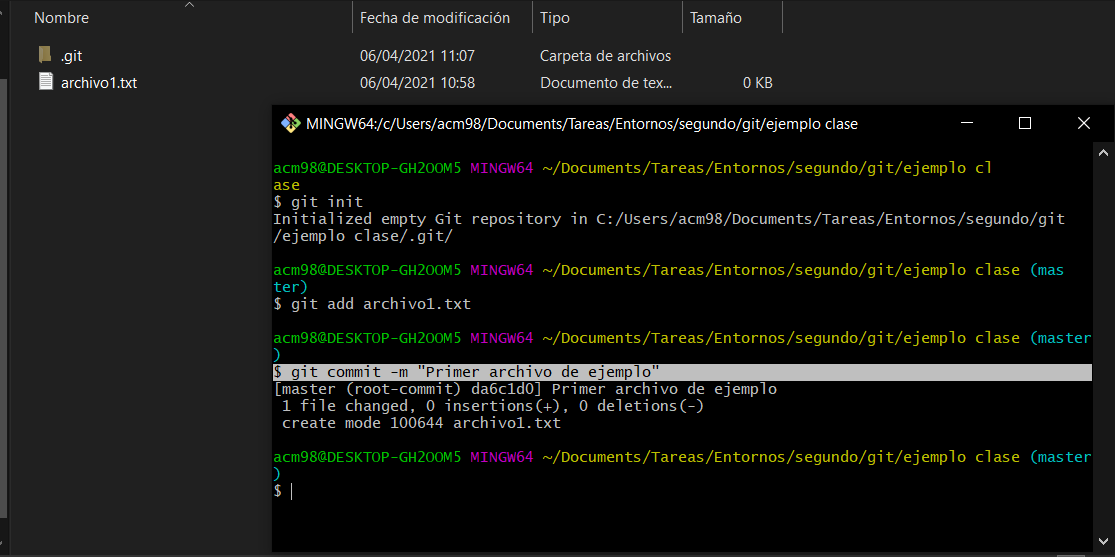 Nombre Fecha de modificación Tipo Tamaño
.git 06/04/2021 11:07 Carpeta de archivos
archivo1.txt 06/04/2021 10:58 Documento de tex... 0 KB
MINGW64:/c/Users/acm98/Documents/Tareas/Entornos/segundo/git/ejemplo clase
acm98@DESKTOP-GH2OOM5 MINGW64 ~/Documents/Tareas/Entornos/segundo/git/ejemplo cl
ase
$ git init
Initialized empty Git repository in C:/Users/acm98/Documents/Tareas/Entornos/segundo/git
/ejemplo clase/.git/
acm98@DESKTOP-GH2OOM5 MINGW64 ~/Documents/Tareas/Entornos/segundo/git/ejemplo clase (mas
ter)
$ git add archivo1.txt
acm98@DESKTOP-GH2OOM5 MINGW64 ~/Documents/Tareas/Entornos/segundo/git/ejemplo clase (master
)
$ git commit -m "Primer archivo de ejemplo"
[master (root-commit) da6c1d0] Primer archivo de ejemplo
 1 file changed, 0 insertions(+), 0 deletions(-)
 create mode 100644 archivo1.txt
acm98@DESKTOP-GH2OOM5 MINGW64 ~/Documents/Tareas/Entornos/segundo/git/ejemplo clase (master
)
$